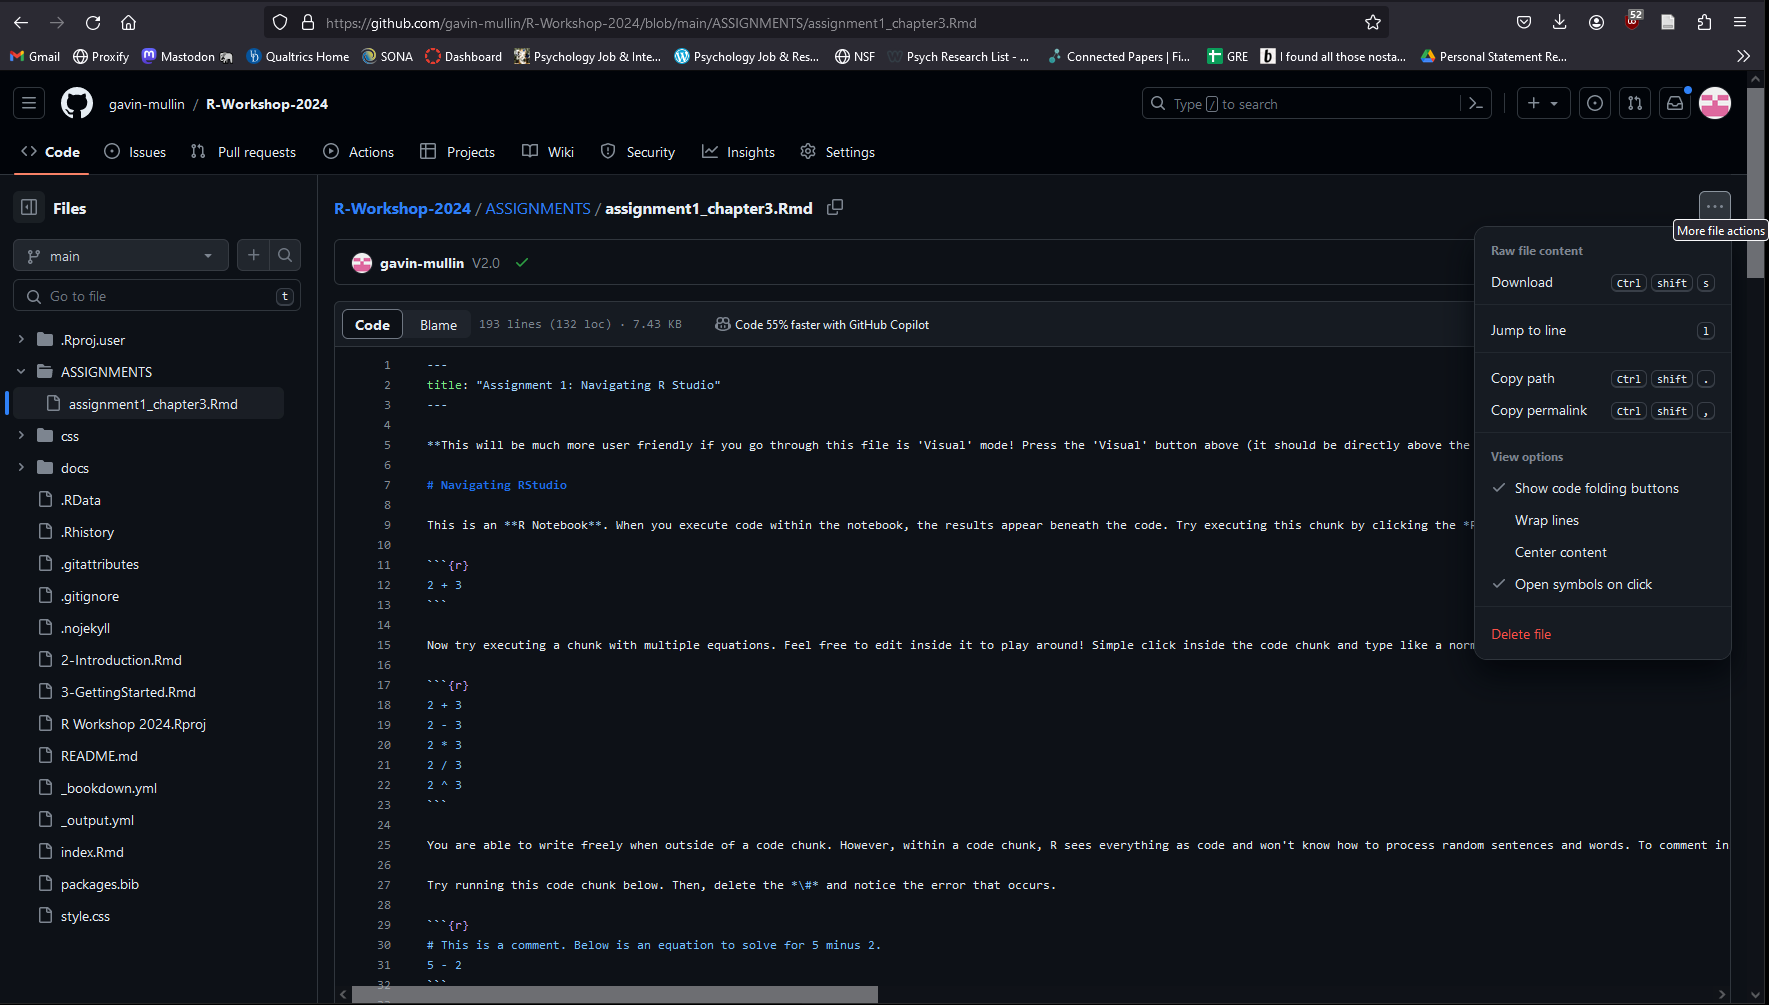 https://github.com/gavin-mullin/R-Workshop-2024/blob/main/ASSIGNMENTS/assignment1_chapter3.Rmd
52
Gmail Proxify Mastodon Qualtrics Home SONA Dashboard Psychology Job & Inte... Psychology Job & Res... NSF Psych Research List - ... Connected Papers | Fi... GRE I found all those nosta... Personal Statement Re...
gavin-mullin / R-Workshop-2024
Type / to search
Code Issues Pull requests Actions Projects Wiki Security Insights Settings
Files
main
Go to file t
.Rproj.user
ASSIGNMENTS
assignment1_chapter3.Rmd
css
docs
.RData
.Rhistory
.gitattributes
.gitignore
.nojekyll
2-Introduction.Rmd
3-GettingStarted.Rmd
R Workshop 2024.Rproj
README.md
_bookdown.yml
_output.yml
index.Rmd
packages.bib
style.css
R-Workshop-2024 / ASSIGNMENTS / assignment1_chapter3.Rmd
gavin-mullin V2.0
Code Blame 193 lines (132 loc) · 7.43 KB Code 55% faster with GitHub Copilot
1 ---
2 title: "Assignment 1: Navigating R Studio"
3 ---
4
5 **This will be much more user friendly if you go through this file is 'Visual' mode! Press the 'Visual' button above (it should be directly above the
6
7 # Navigating RStudio
8
9 This is an **R Notebook**. When you execute code within the notebook, the results appear beneath the code. Try executing this chunk by clicking the *R
10
11 ```{r}
12 2 + 3
13 ```
14
15 Now try executing a chunk with multiple equations. Feel free to edit inside it to play around! Simple click inside the code chunk and type like a norm
16
17 ```{r}
18 2 + 3
19 2 - 3
20 2 * 3
21 2 / 3
22 2 ^ 3
23 ```
24
25 You are able to write freely when outside of a code chunk. However, within a code chunk, R sees everything as code and won't know how to process random sentences and words. To comment in
26
27 Try running this code chunk below. Then, delete the *\#* and notice the error that occurs.
28
29 ```{r}
30 # This is a comment. Below is an equation to solve for 5 minus 2.
31 5 - 2
32 ```
More file actions
Raw file content
Download Ctrl shift s
Jump to line l
Copy path Ctrl shift .
Copy permalink Ctrl shift ,
View options
Show code folding buttons
Wrap lines
Center content
Open symbols on click
Delete file